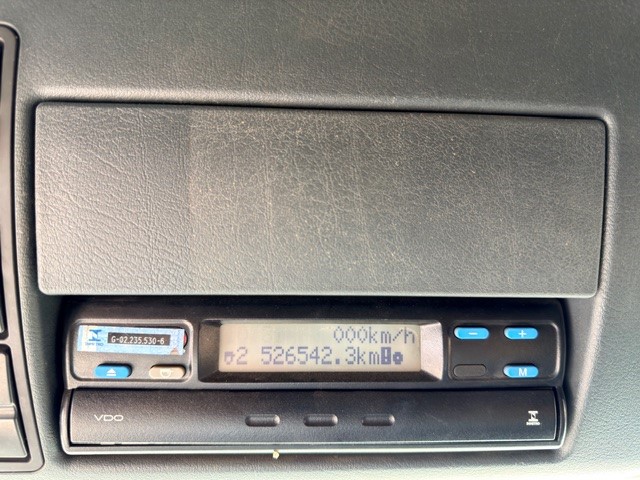 G-02.235.530-6
000km/h
2 526542.3km
− +
M
VDO